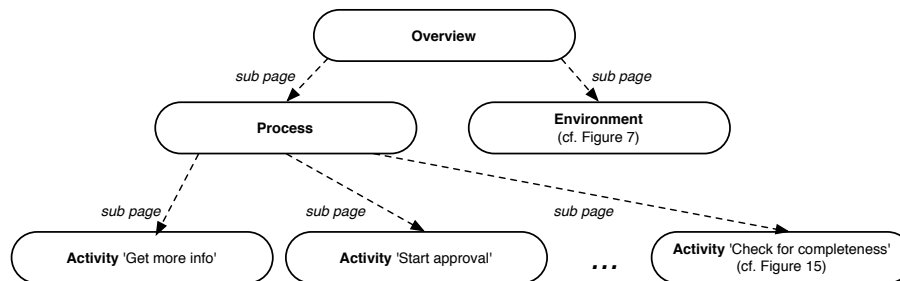 Overview
sub page
sub page
Process
Environment
(cf. Figure 7)
sub page
sub page
sub page
Activity 'Get more info'
Activity 'Start approval'
...
Activity 'Check for completeness'
(cf. Figure 15)